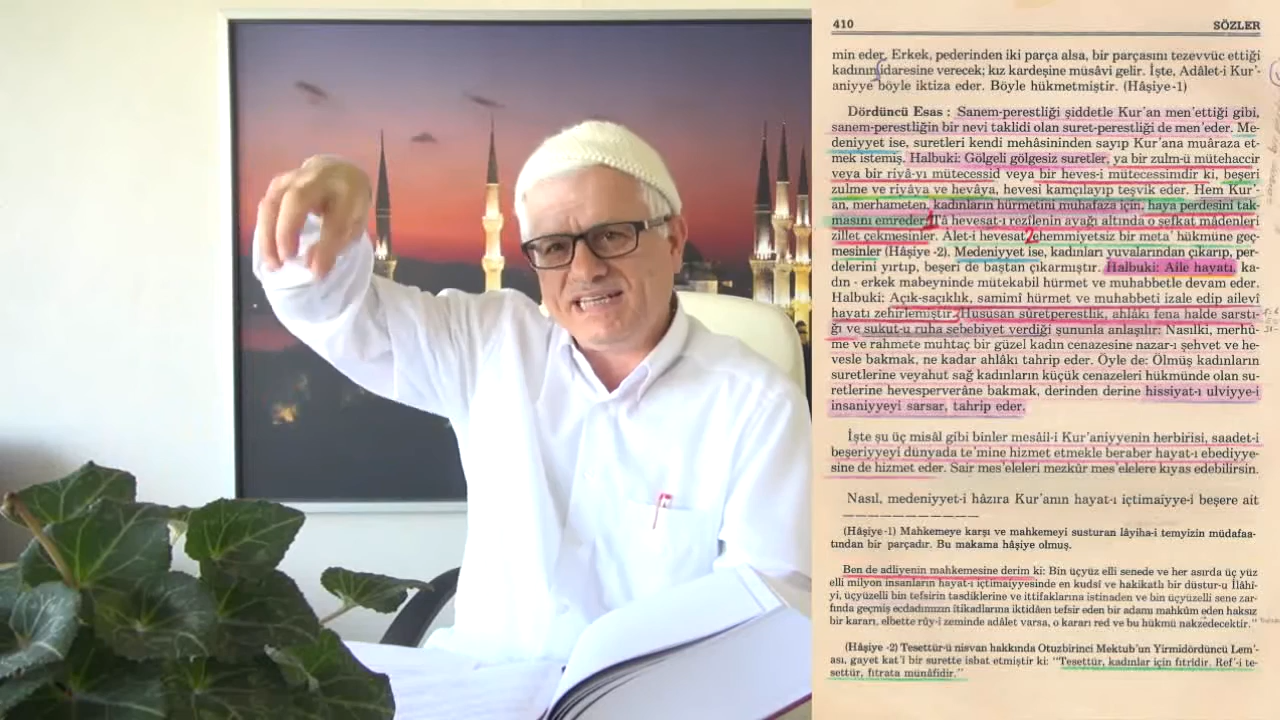 410 SÖZLER
min eder. Erkek, pederinden iki parça alsa, bir parçasını tezevvüc ettiği
kadının idaresine verecek; kız kardeşine müsâvi gelir. İşte, Adâlet-i Kur'-
aniyye böyle iktiza eder. Böyle hükmetmiştir. (Hâşiye-1)
Dördüncü Esas : Sanem-perestliği şiddetle Kur'an men'ettiği gibi,
sanem-perestliğin bir nevi taklidi olan suret-perestliği de men'eder. Me-
deniyyet ise, suretleri kendi mehâsininden sayıp Kur'ana muâraza et-
mek istemiş. Halbuki: Gölgeli gölgesiz suretler, ya bir zulm-ü mütehaccir
veya bir riyâ-yı mütecessid veya bir heves-i mütecessimdir ki, beşeri
zulme ve riyâya ve hevâya, hevesi kamçılayıp teşvik eder. Hem Kur'-
an, merhameten, kadınların hürmetini muhafaza için, haya perdesini tak-
masını emreder. 1 Tâ hevesat-ı rezîlenin ayağı altında o şefkat mâdenleri
zillet çekmesinler. Âlet-i hevesat 2 ehemmiyetsiz bir meta' hükmüne geç-
mesinler (Hâşiye -2). Medeniyyet ise, kadınları yuvalarından çıkarıp, per-
delerini yırtıp, beşeri de baştan çıkarmıştır. Halbuki: Aile hayatı, ka-
dın - erkek mabeyninde mütekabil hürmet ve muhabbetle devam eder.
Halbuki: Açık-saçıklık, samimî hürmet ve muhabbeti izale edip ailevî
hayatı zehirlemiştir. 3 Hususan sûretperestlik, ahlâkı fena halde sarstı-
ğı ve sukut-u ruha sebebiyet verdiği şununla anlaşılır: Nasılki, merhû-
me ve rahmete muhtaç bir güzel kadın cenazesine nazar-ı şehvet ve he-
vesle bakmak, ne kadar ahlâkı tahrip eder. Öyle de: Ölmüş kadınların
suretlerine veyahut sağ kadınların küçük cenazeleri hükmünde olan su-
retlerine hevesperverâne bakmak, derinden derine hissiyat-ı ulviyye-i
insaniyyeyi sarsar, tahrip eder.
İşte şu üç misâl gibi binler mesâil-i Kur'aniyyenin herbirisi, saadet-i
beşeriyyeyi dünyada te'mine hizmet etmekle beraber hayat-ı ebediyye-
sine de hizmet eder. Sair mes'eleleri mezkûr mes'elelere kıyas edebilirsin.
Nasıl, medeniyyet-i hâzıra Kur'anın hayat-ı içtimaiyye-i beşere ait
(Hâşiye-1) Mahkemeye karşı ve mahkemeyi susturan lâyiha-i temyizin müdafaa-
tından bir parçadır. Bu makama hâşiye olmuş.
Ben de adliyenin mahkemesine derim ki: Bin üçyüz elli senede ve her asırda üç yüz
elli milyon insanların hayat-ı içtimaiyyesinde en kudsî ve hakikatlı bir düstur-u İlâhî-
yi, üçyüzelli bin tefsirin tasdiklerine ve ittifaklarına istinaden ve bin üçyüzelli sene zar-
fında geçmiş ecdadımızın îtikadlarına iktidâen tefsir eden bir adamı mahkûm eden haksız
bir kararı, elbette rûy-i zeminde adâlet varsa, o kararı red ve bu hükmü nakzedecektir."
(Hâşiye -2) Tesettür-ü nisvan hakkında Otuzbirinci Mektub'un Yirmidördüncü Lem'-
ası, gayet kat'î bir surette isbat etmiştir ki: "Tesettür, kadınlar için fıtrîdir. Ref'-i te-
settür, fıtrata münafidir."